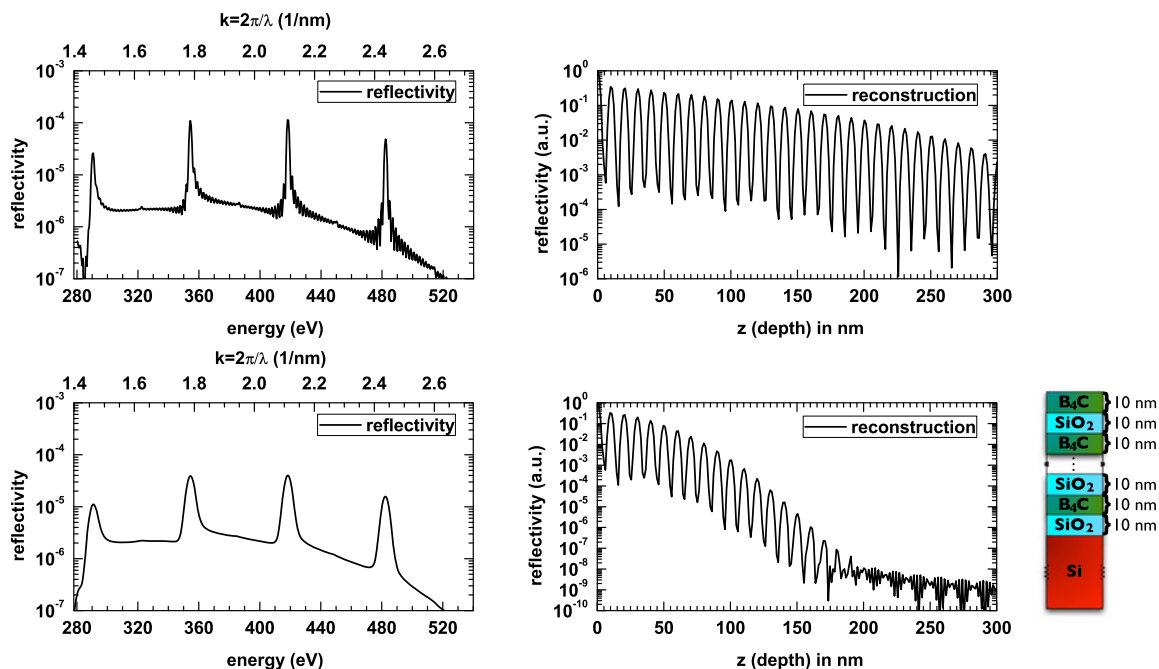 k=2π/λ (1/nm)
1.4 1.6 1.8 2.0 2.2 2.4 2.6
10-3
10-4
10-5
10-6
10-7
reflectivity
reflectivity
280 320 360 400 440 480 520
energy (eV)
100
10-1
10-2
10-3
10-4
10-5
10-6
reflectivity (a.u.)
reconstruction
0 50 100 150 200 250 300
z (depth) in nm
k=2π/λ (1/nm)
1.4 1.6 1.8 2.0 2.2 2.4 2.6
10-3
10-4
10-5
10-6
10-7
reflectivity
reflectivity
280 320 360 400 440 480 520
energy (eV)
100
10-1
10-2
10-3
10-4
10-5
10-6
10-7
10-8
10-9
10-10
reflectivity (a.u.)
reconstruction
0 50 100 150 200 250 300
z (depth) in nm
B4C } 10 nm
SiO2 } 10 nm
B4C } 10 nm
⋮
SiO2 } 10 nm
B4C } 10 nm
SiO2 } 10 nm
Si